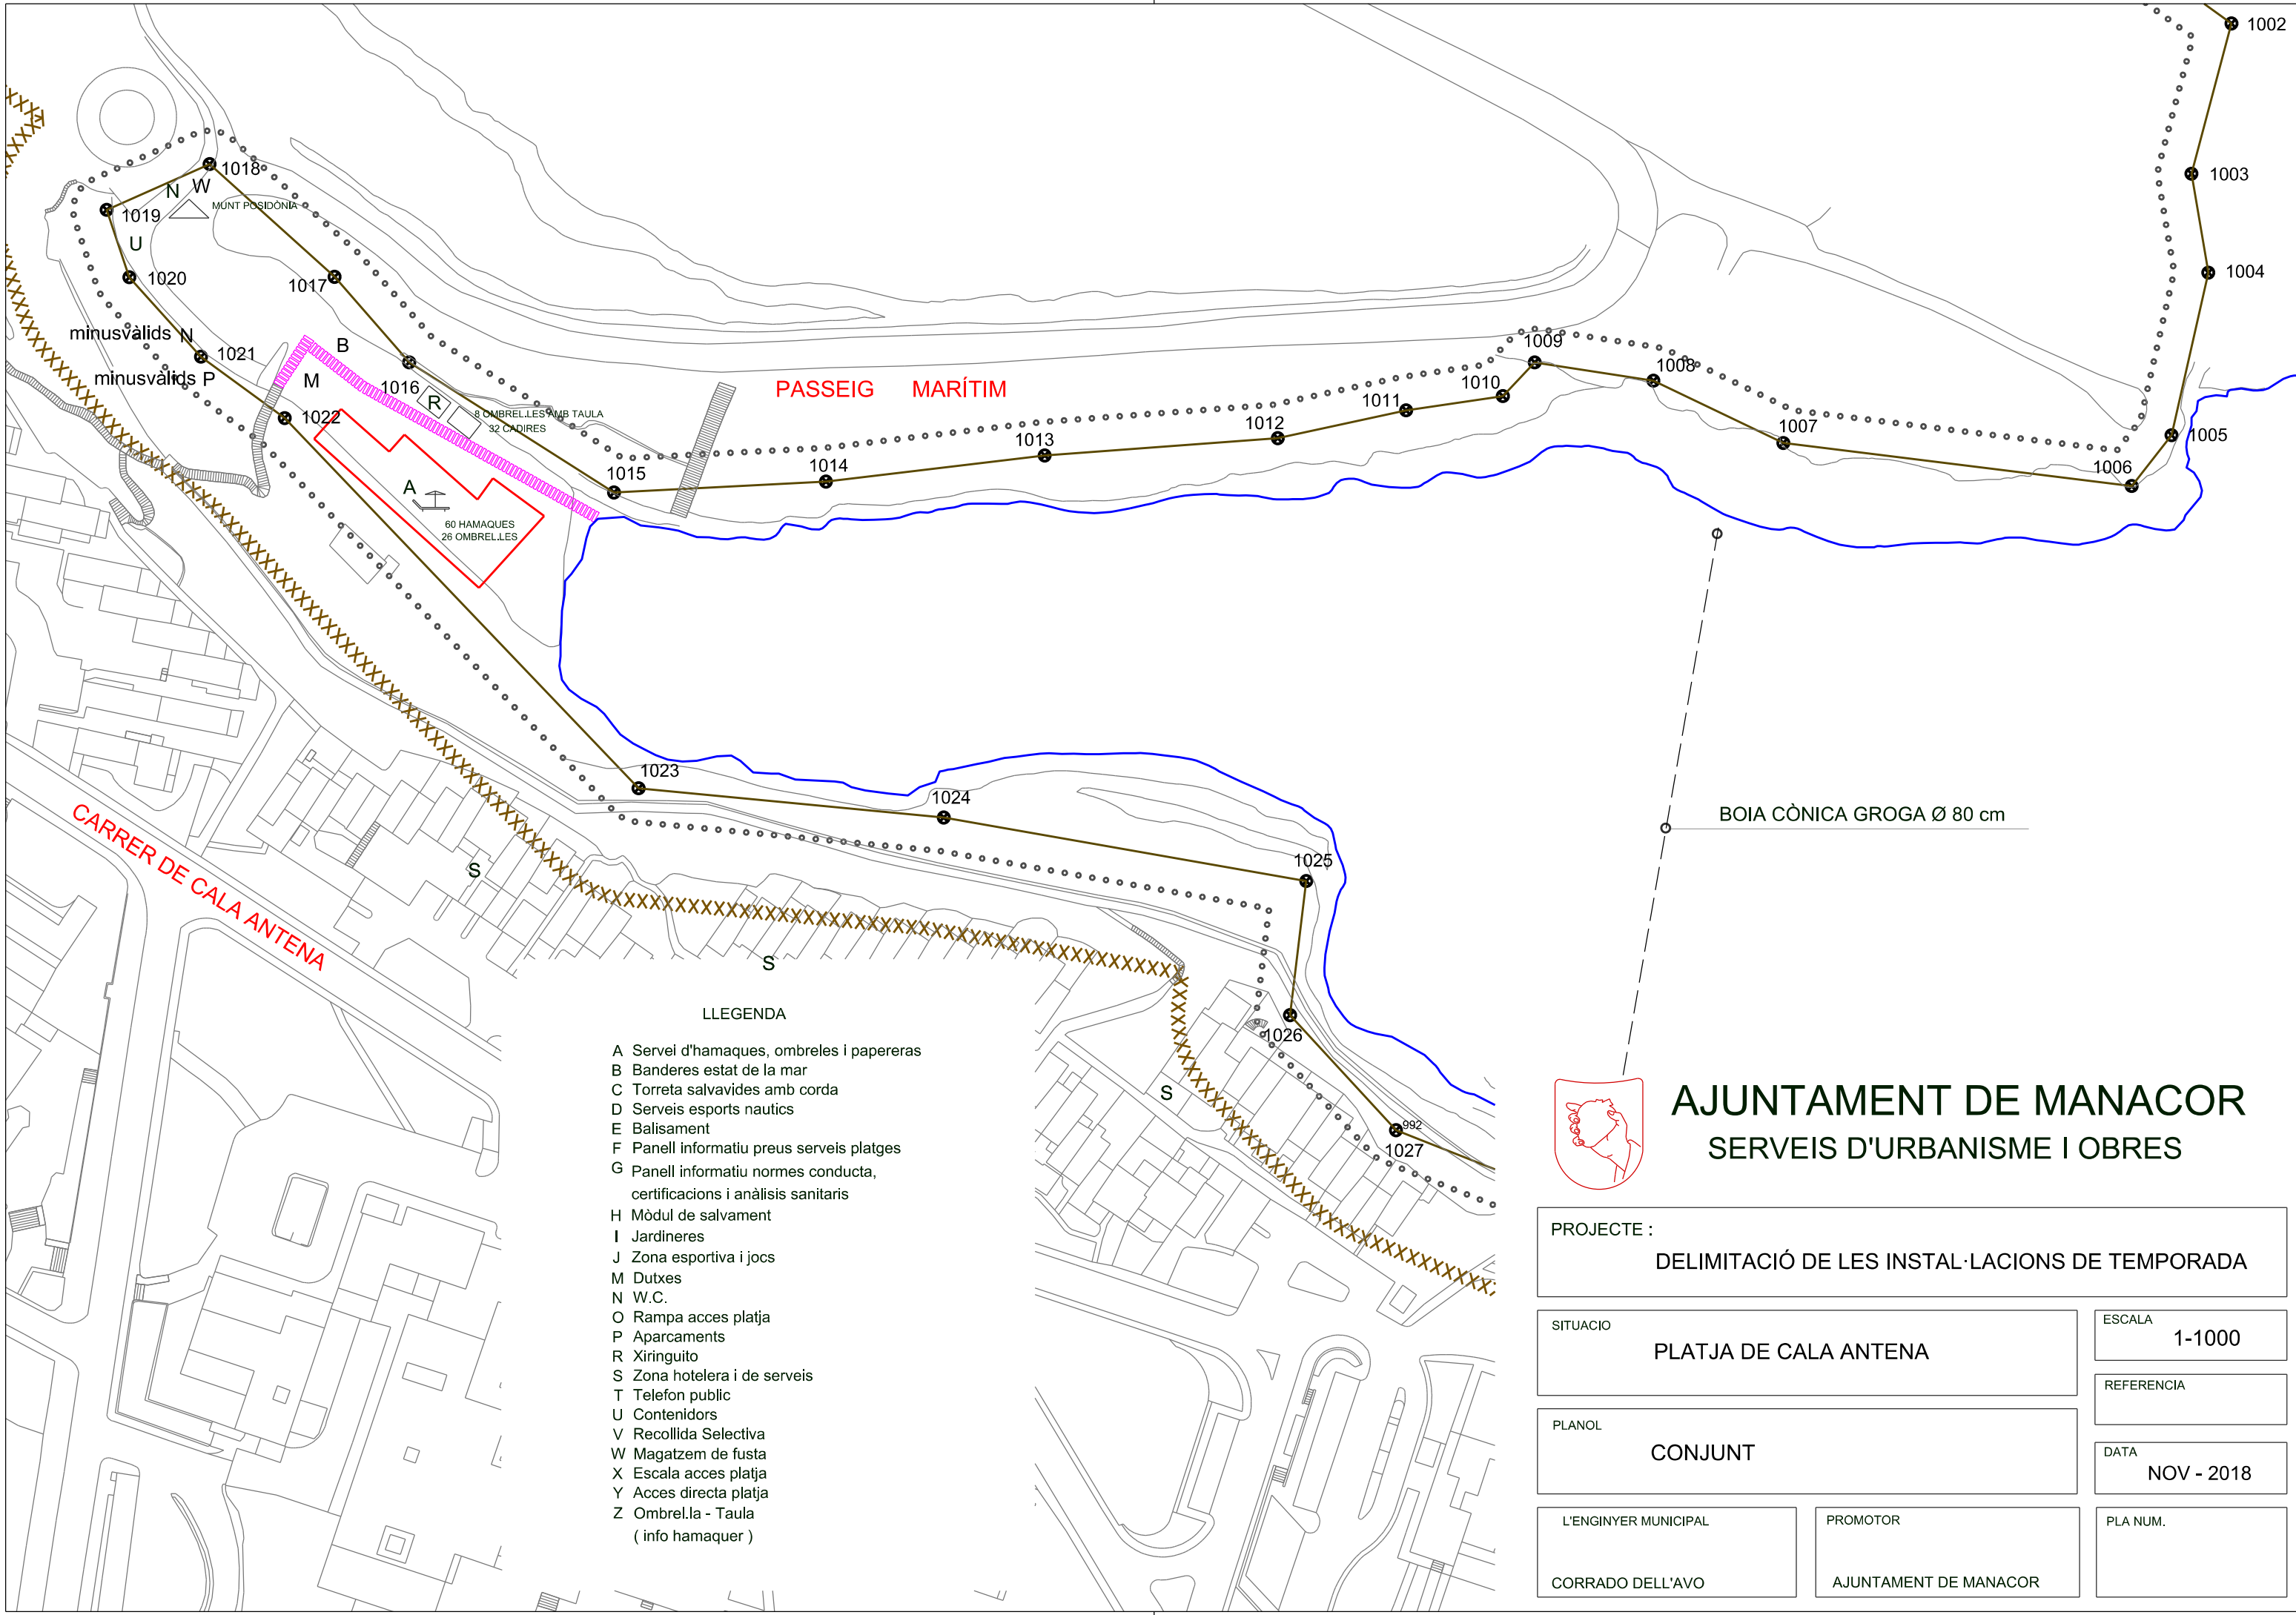 1002
1018
N W
1003
1019
MUNT POSIDÒNIA
U
1020
1017
1004
minusvàlids N
1021
B
1009
minusvàlids P
M
1016
R
PASSEIG MARÍTIM
1010
1008
8 OMBREL.LES AMB TAULA
32 CADIRES
1022
1011
1012
1007
1005
1013
1014
1015
1006
A
60 HAMAQUES
26 OMBREL.LES
1023
1024
BOIA CÒNICA GROGA Ø 80 cm
1025
CARRER DE CALA ANTENA
S
S
1026
S
992
1027
LLEGENDA
A Servei d'hamaques, ombreles i papereras
B Banderes estat de la mar
C Torreta salvavides amb corda
D Serveis esports nautics
E Balisament
F Panell informatiu preus serveis platges
G Panell informatiu normes conducta,
certificacions i anàlisis sanitaris
H Mòdul de salvament
I Jardineres
J Zona esportiva i jocs
M Dutxes
N W.C.
O Rampa acces platja
P Aparcaments
R Xiringuito
S Zona hotelera i de serveis
T Telefon public
U Contenidors
V Recollida Selectiva
W Magatzem de fusta
X Escala acces platja
Y Acces directa platja
Z Ombrel.la - Taula
( info hamaquer )
AJUNTAMENT DE MANACOR
SERVEIS D'URBANISME I OBRES
PROJECTE :
DELIMITACIÓ DE LES INSTAL·LACIONS DE TEMPORADA
SITUACIO
PLATJA DE CALA ANTENA
ESCALA
1-1000
REFERENCIA
PLANOL
CONJUNT
DATA
NOV - 2018
L'ENGINYER MUNICIPAL
CORRADO DELL'AVO
PROMOTOR
AJUNTAMENT DE MANACOR
PLA NUM.